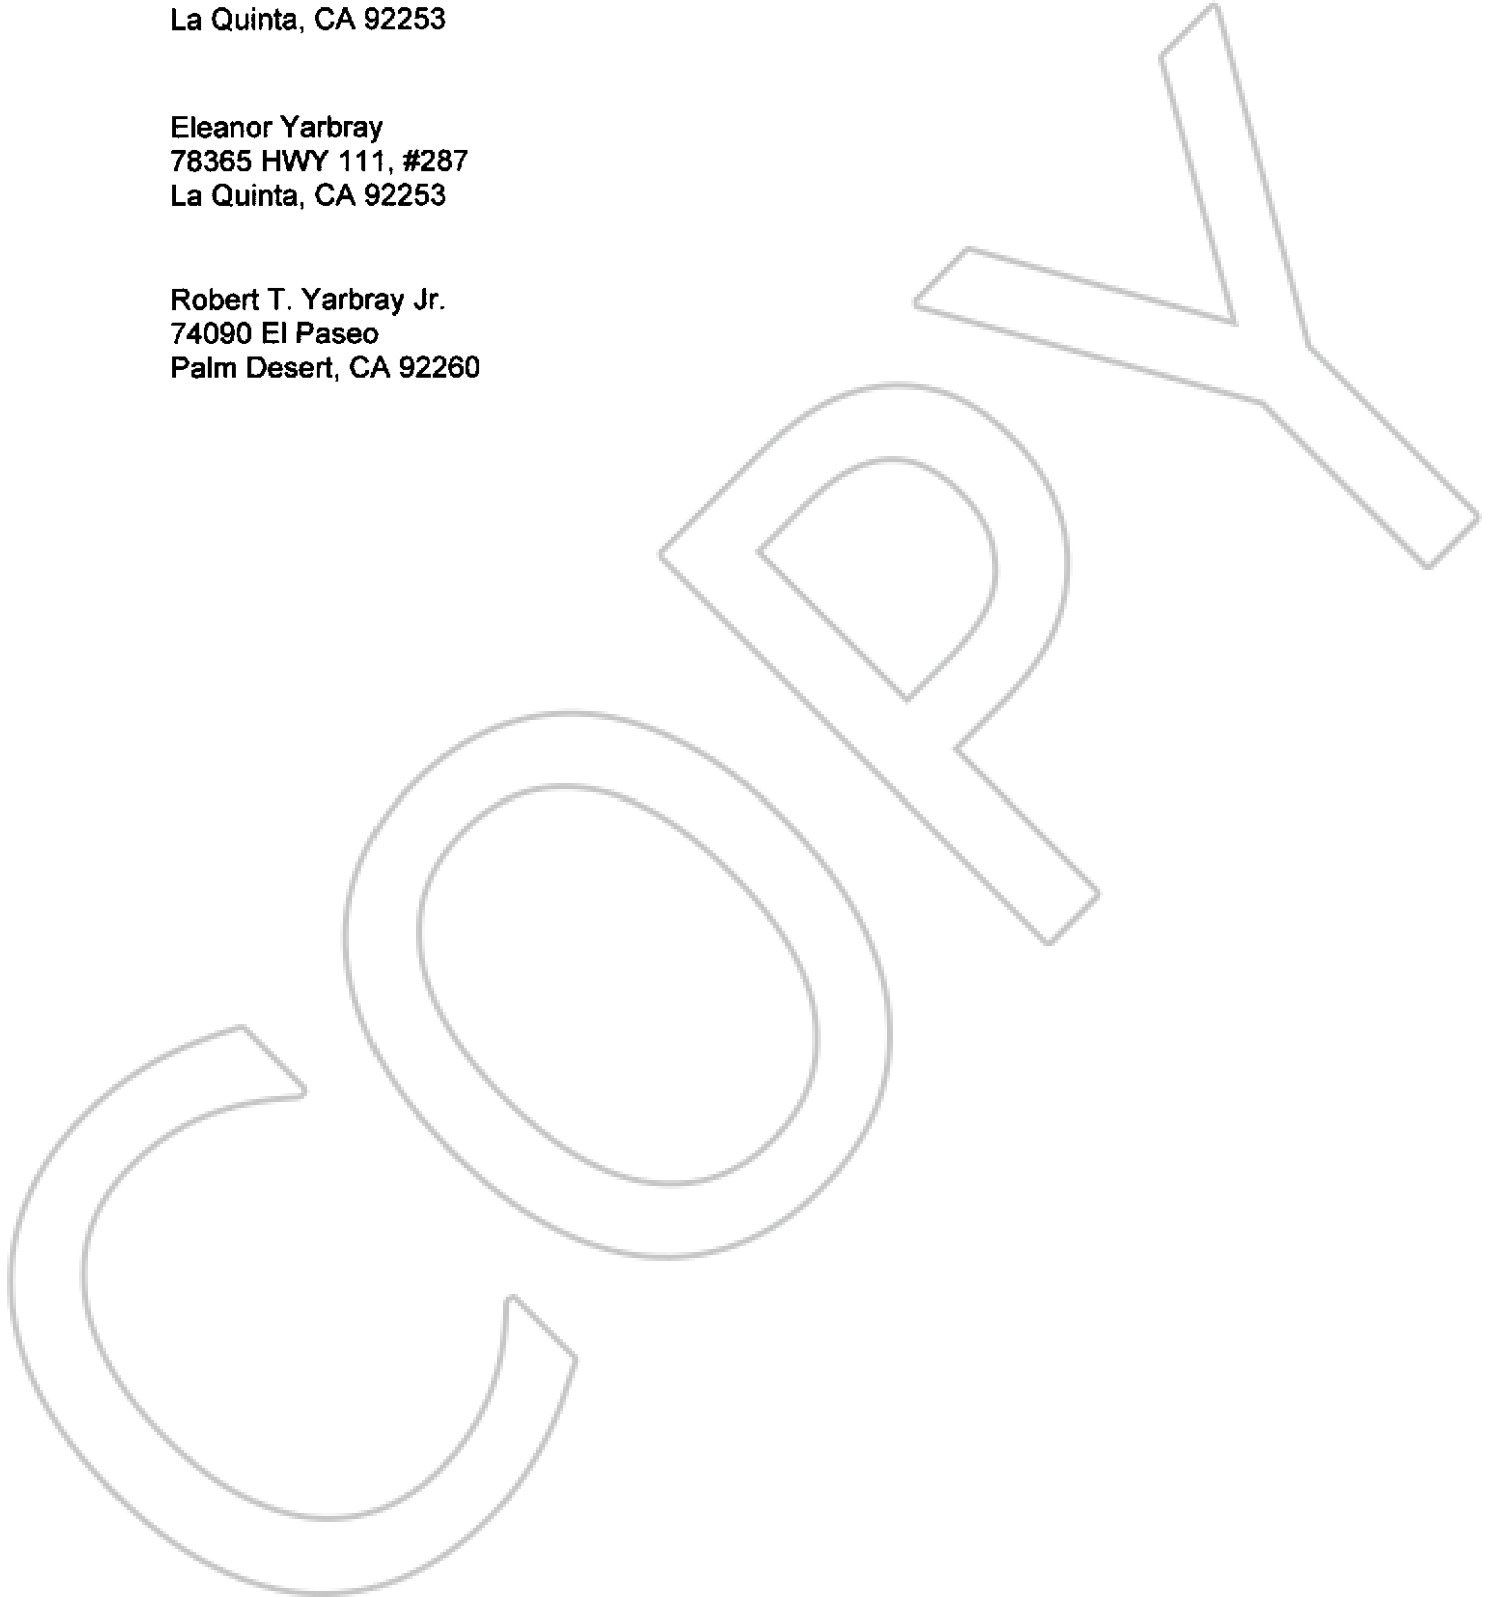 La Quinta, CA 92253
Eleanor Yarbray
78365 HWY 111, #287
La Quinta, CA 92253
Robert T. Yarbray Jr.
74090 El Paseo
Palm Desert, CA 92260
COPY